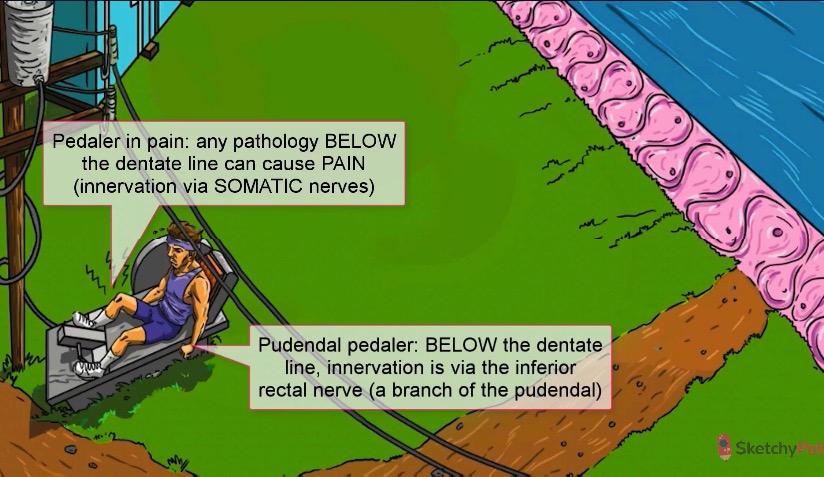 Pedaler in pain: any pathology BELOW
the dentate line can cause PAIN
(innervation via SOMATIC nerves)
Pudendal pedaler: BELOW the dentate
line, innervation is via the inferior
rectal nerve (a branch of the pudendal)
SketchyPath